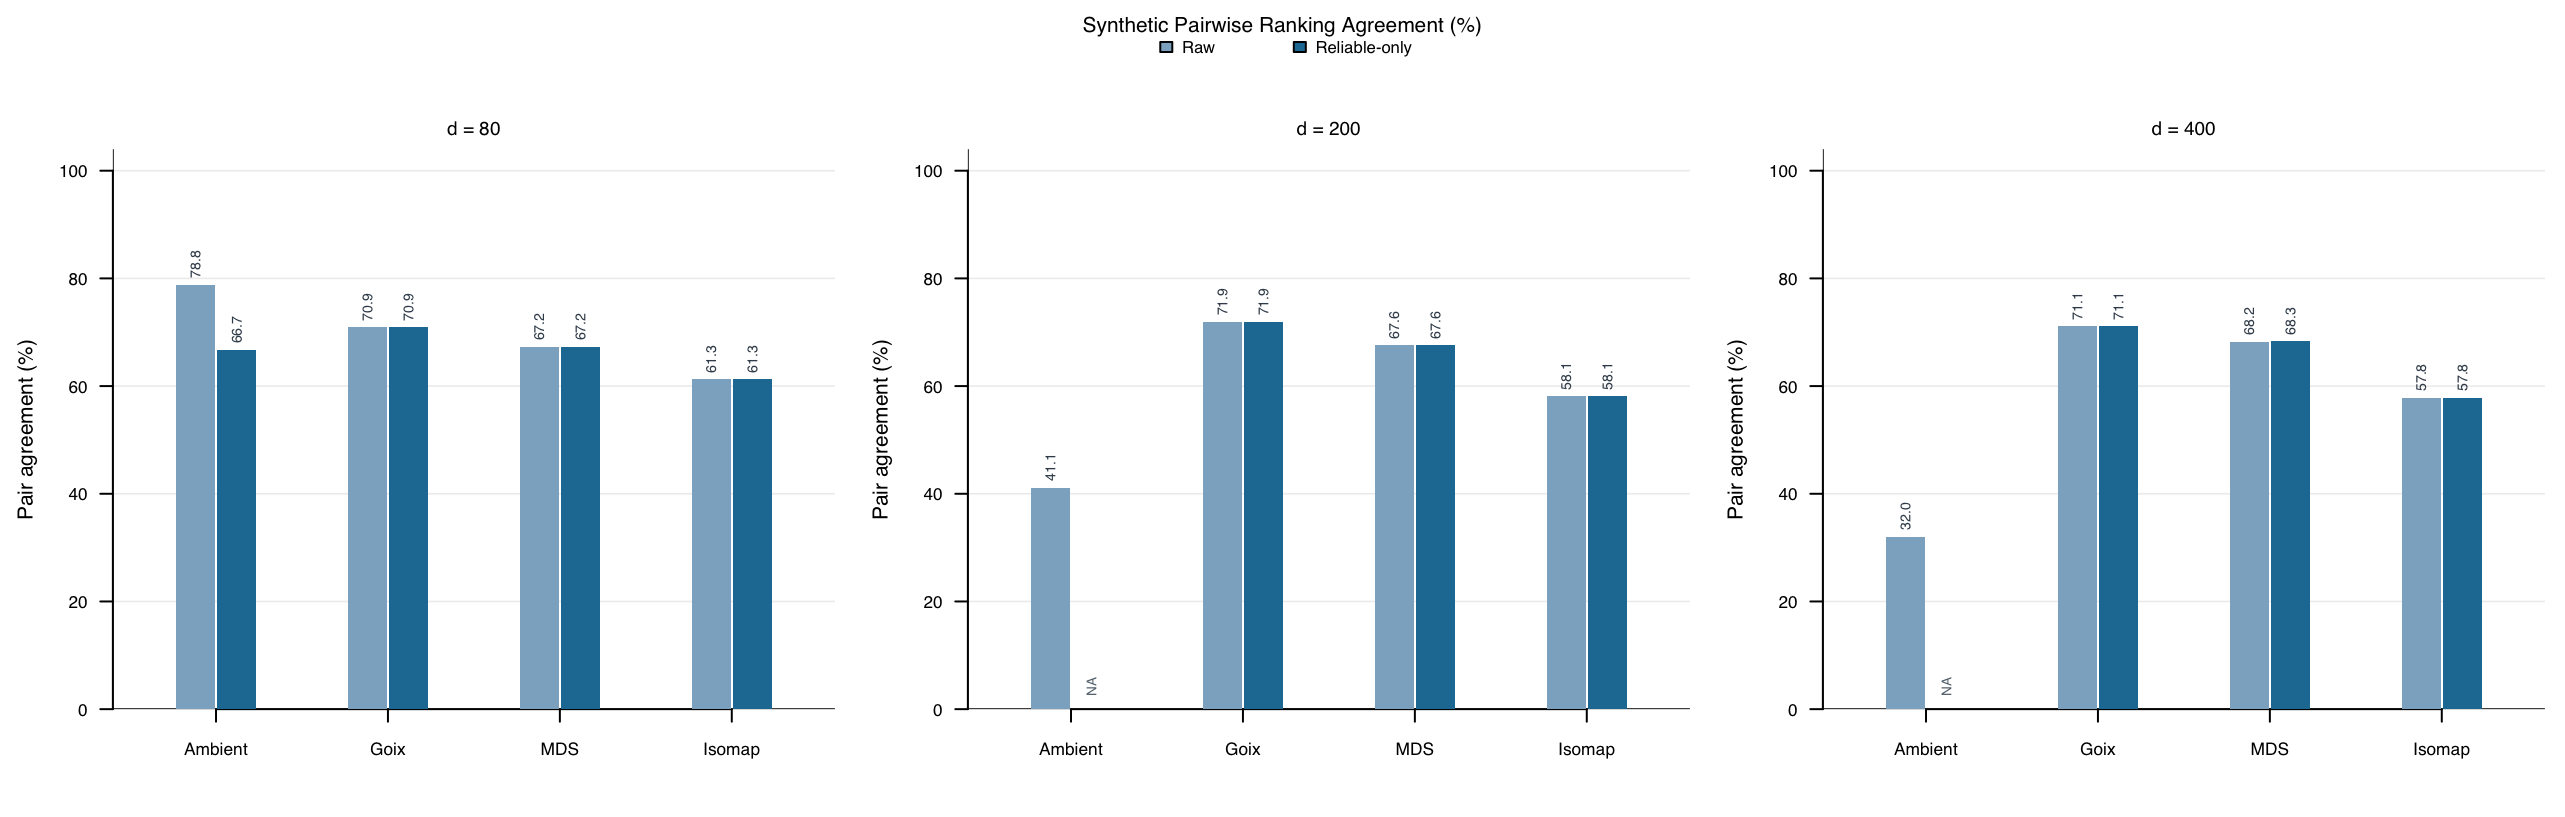 Synthetic Pairwise Ranking Agreement (%)
Raw Reliable-only
d = 80
Pair agreement (%)
100
80
60
40
20
0
78.8 66.7 70.9 70.9 67.2 67.2 61.3 61.3
Ambient Goix MDS Isomap
d = 200
Pair agreement (%)
100
80
60
40
20
0
41.1 NA 71.9 71.9 67.6 67.6 58.1 58.1
Ambient Goix MDS Isomap
d = 400
Pair agreement (%)
100
80
60
40
20
0
32.0 NA 71.1 71.1 68.2 68.3 57.8 57.8
Ambient Goix MDS Isomap